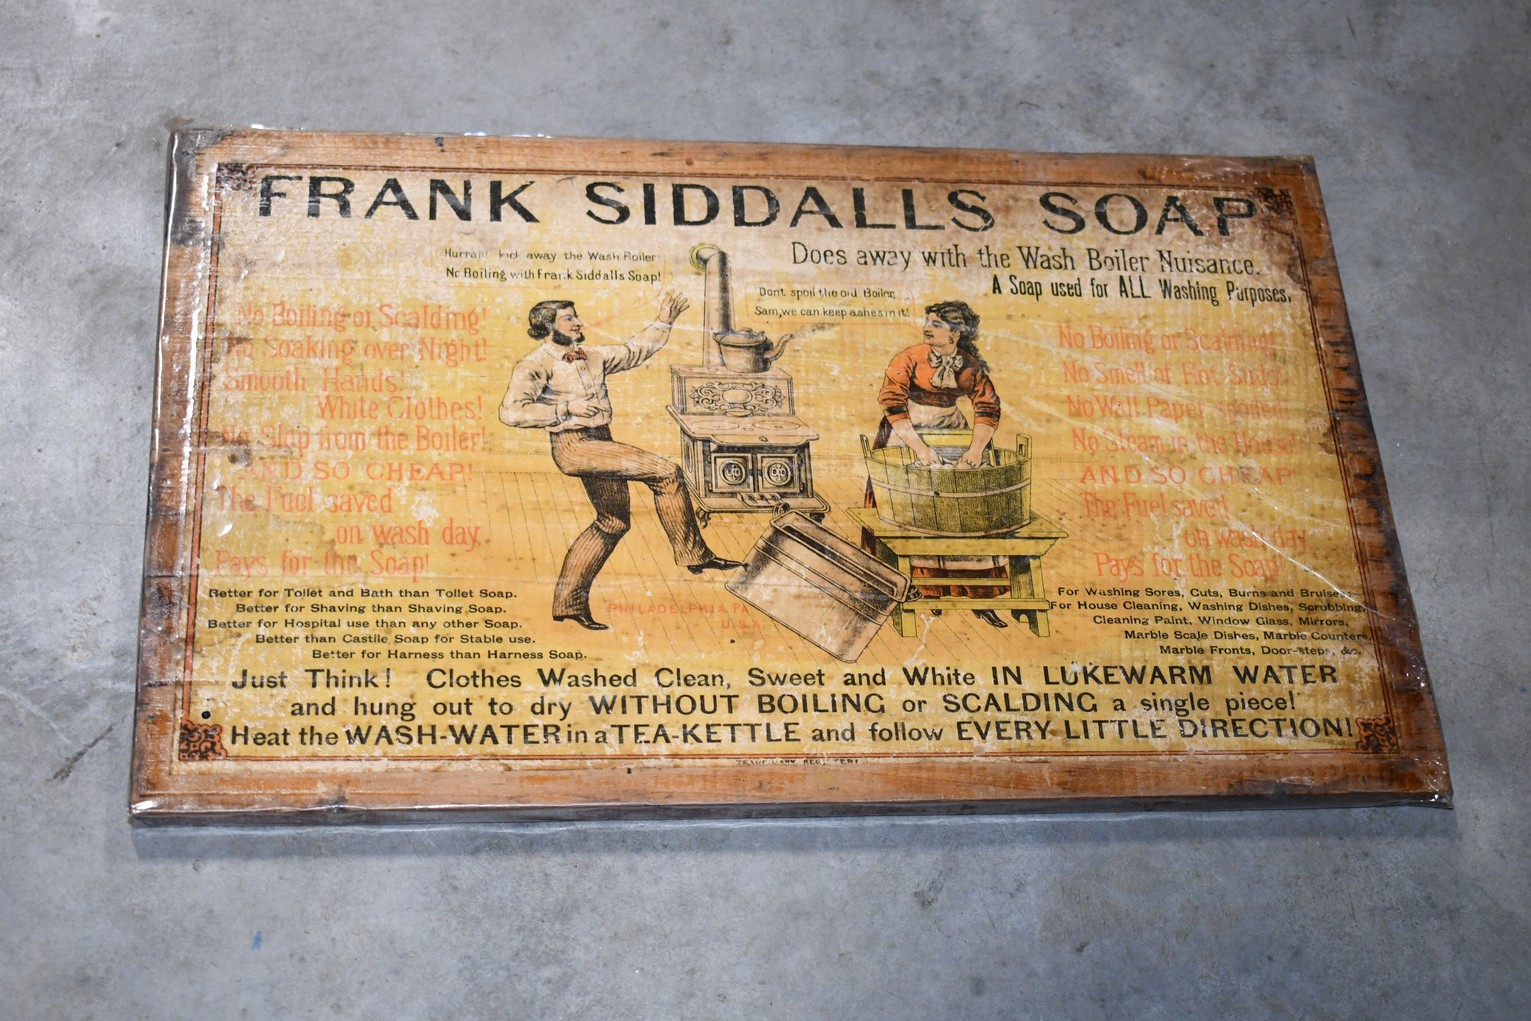 FRANK SIDDALLS SOAP
Hurrah! kick away the Wash Boiler:
No Boiling with Frank Siddalls Soap!
Does away with the Wash Boiler Nuisance.
A Soap used for ALL Washing Purposes,
Dont spoil the old Boiler,
Sam, we can keep ashes in it!
No Boiling or Scalding!
No Soaking over Night!
Smooth Hands!
White Clothes!
No Slop from the Boiler!
AND SO CHEAP!
The Fuel saved
on wash day,
Pays for the Soap!
No Boiling or Scalding!
No Smell of Hot Suds!
No Wall Paper spoiled!
No Steam in the House!
AND SO CHEAP!
The Fuel saved
on wash day
Pays for the Soap!
Better for Toilet and Bath than Toilet Soap.
Better for Shaving than Shaving Soap.
Better for Hospital use than any other Soap.
Better than Castile Soap for Stable use.
Better for Harness than Harness Soap.
PHILADELPHIA, PA
U.S.A.
For Washing Sores, Cuts, Burns and Bruises
For House Cleaning, Washing Dishes, Scrubbing,
Cleaning Paint, Window Glass, Mirrors,
Marble Scale Dishes, Marble Counters,
Marble Fronts, Door-steps, &c.
Just Think! Clothes Washed Clean, Sweet and White IN LUKEWARM WATER
and hung out to dry WITHOUT BOILING or SCALDING a single piece!
Heat the WASH-WATER in a TEA-KETTLE and follow EVERY LITTLE DIRECTION!
TRADE MARK REGISTERED